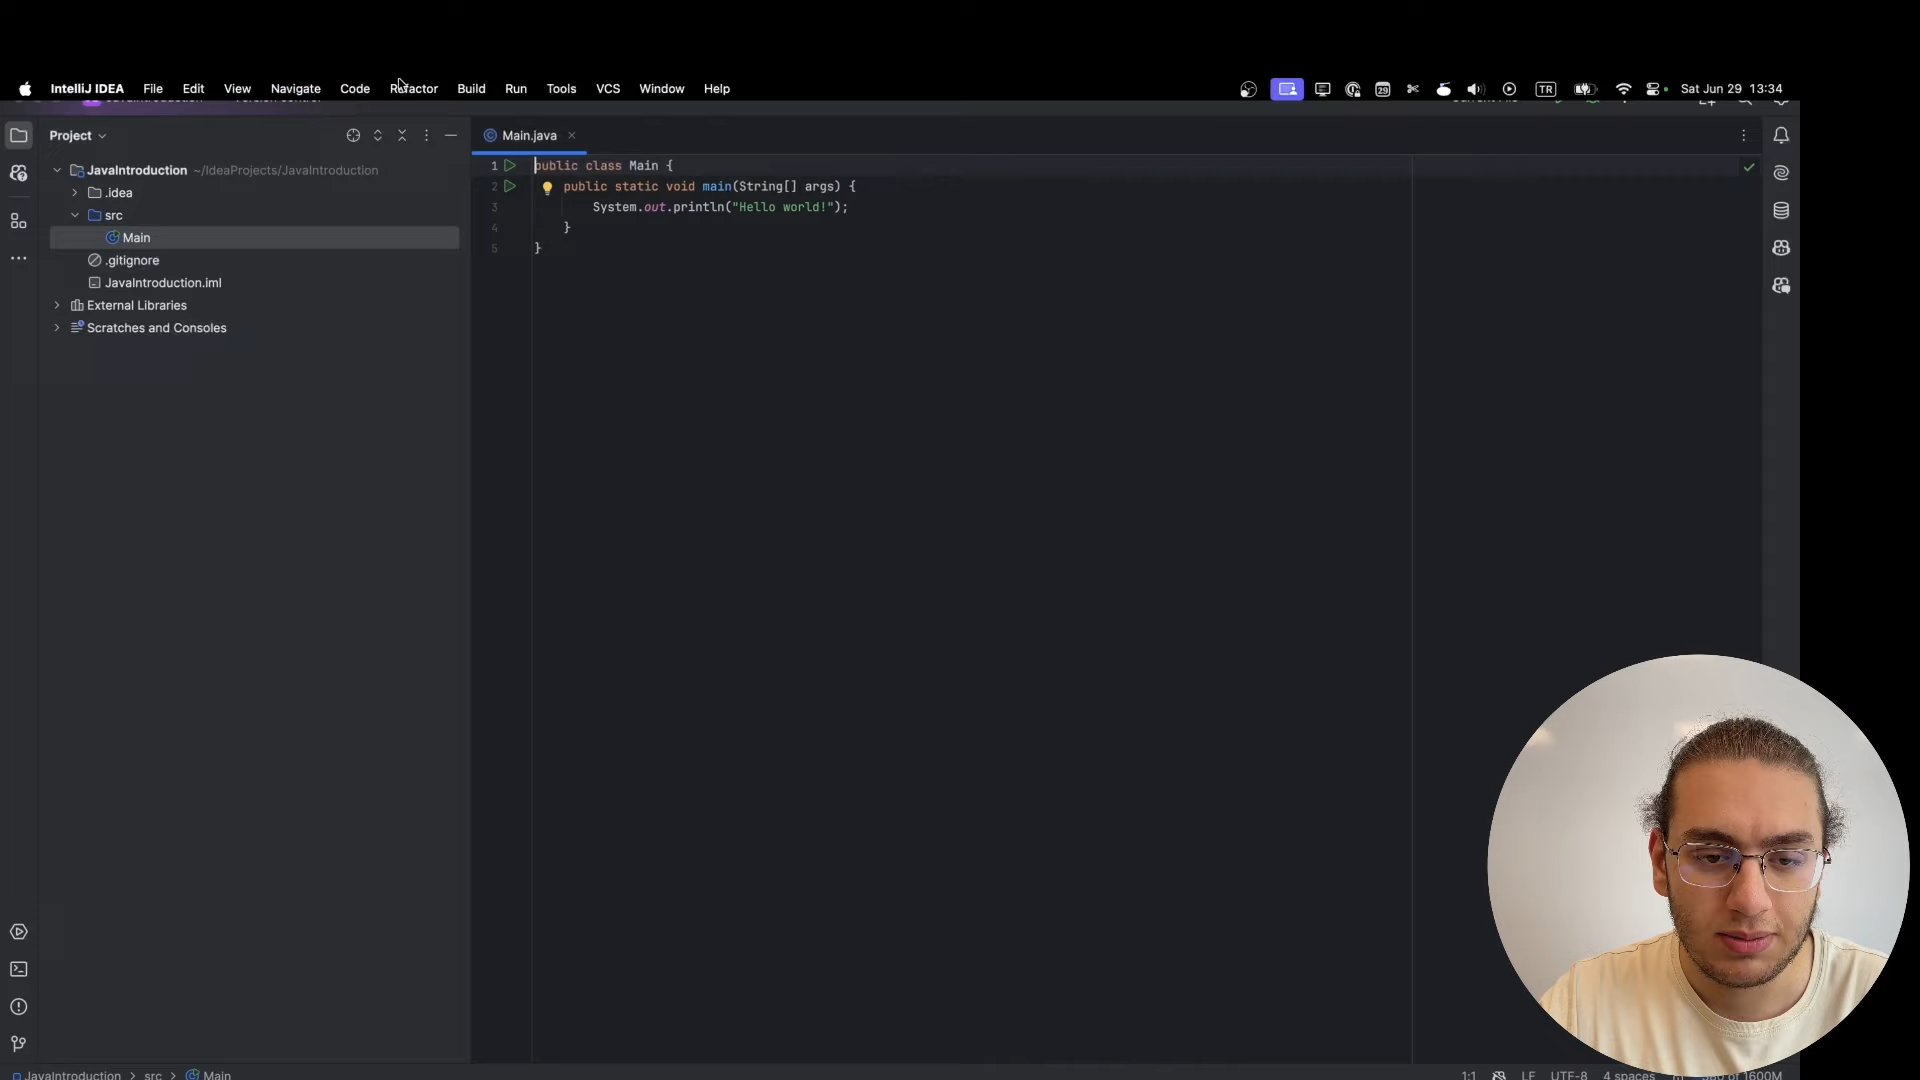 IntelliJ IDEA File Edit View Navigate Code Refactor Build Run Tools VCS Window Help
29 TR Sat Jun 29 13:34
Project
Main.java
JavaIntroduction ~/IdeaProjects/JavaIntroduction
.idea
src
Main
.gitignore
JavaIntroduction.iml
External Libraries
Scratches and Consoles
1 public class Main {
2 public static void main(String[] args) {
3 System.out.println("Hello world!");
4 }
5 }
JavaIntroduction > src > Main
1:1 LF UTF-8 4 spaces of 1600M